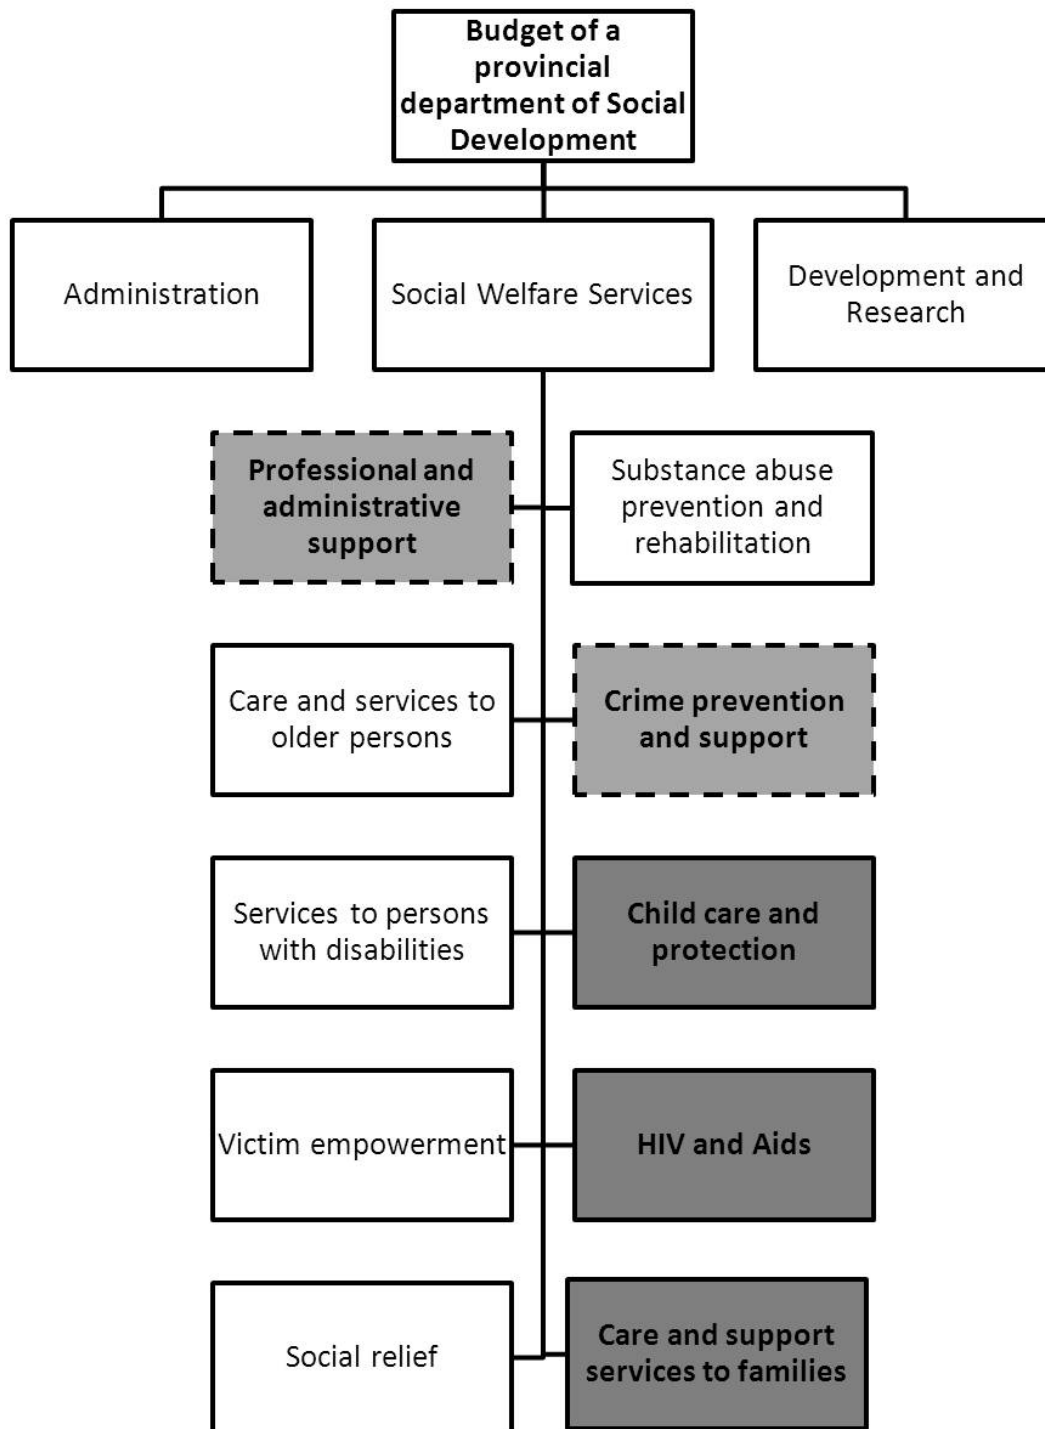 Budget of a
provincial
department of Social
Development
Administration
Social Welfare Services
Development and
Research
Professional and
administrative
support
Substance abuse
prevention and
rehabilitation
Care and services to
older persons
Crime prevention
and support
Services to persons
with disabilities
Child care and
protection
Victim empowerment
HIV and Aids
Social relief
Care and support
services to families